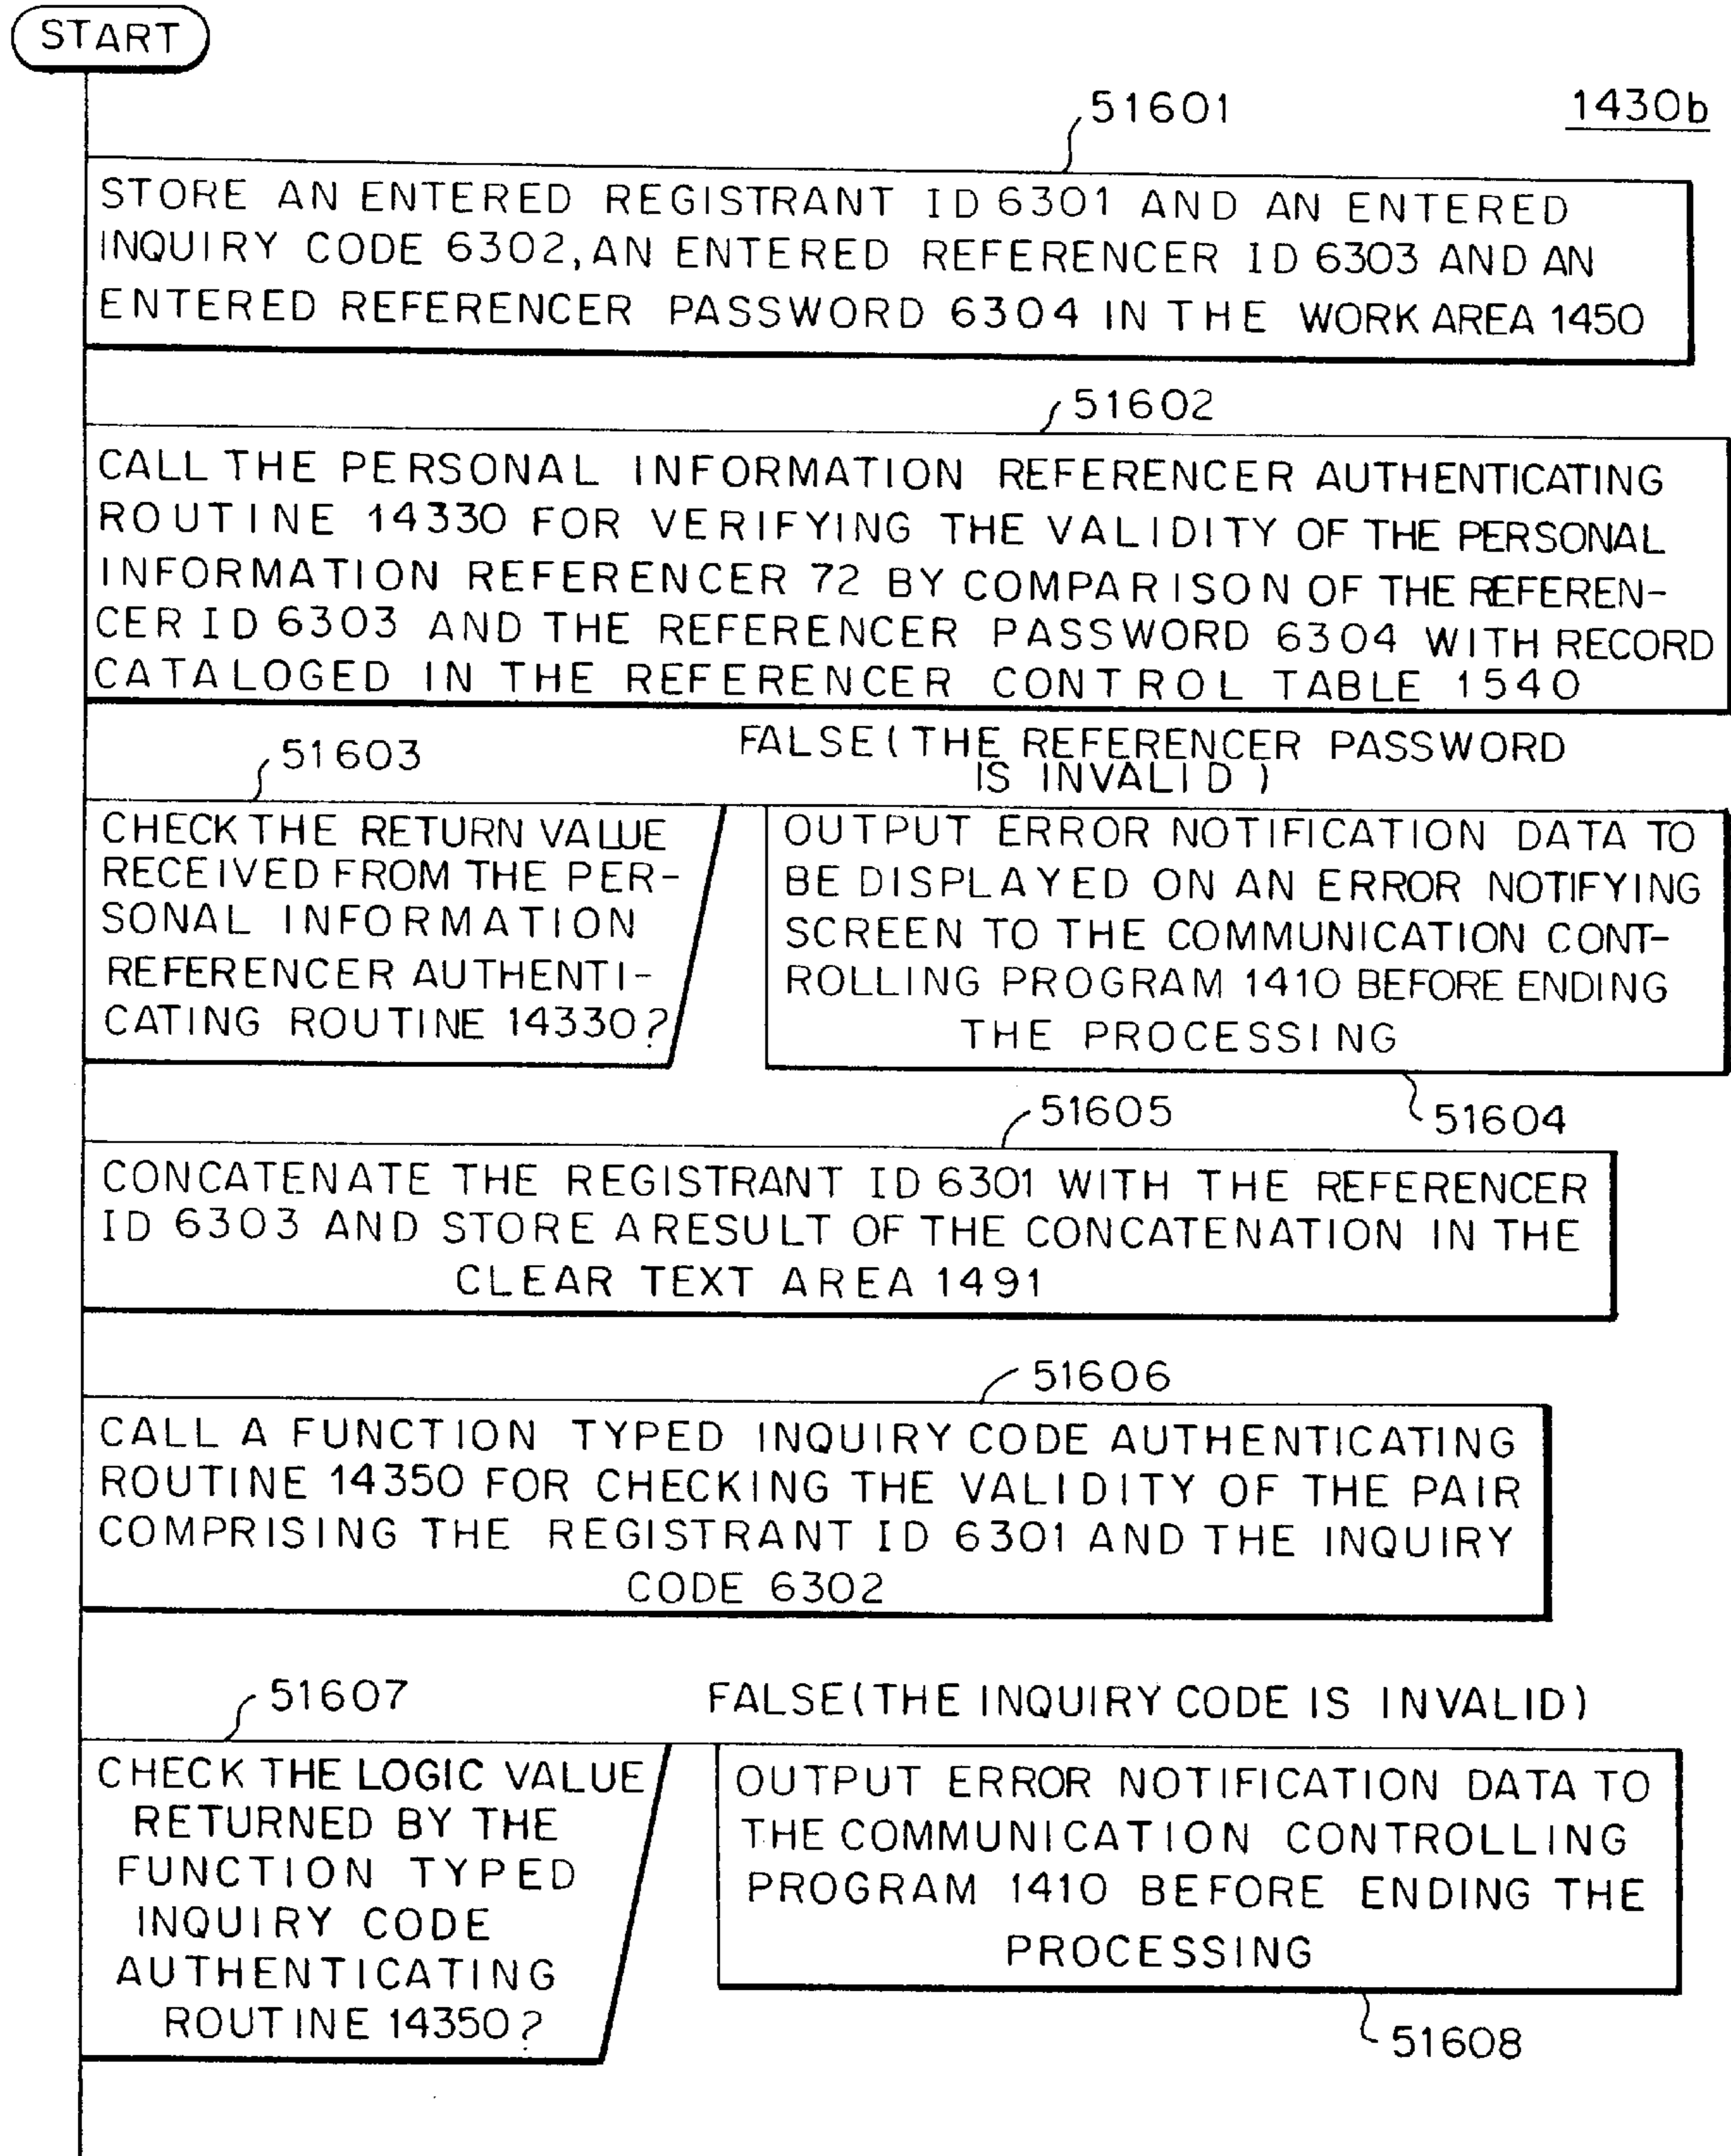 START
51601
1430b
STORE AN ENTERED REGISTRANT ID 6301 AND AN ENTERED
INQUIRY CODE 6302, AN ENTERED REFERENCER ID 6303 AND AN
ENTERED REFERENCER PASSWORD 6304 IN THE WORK AREA 1450
51602
CALL THE PERSONAL INFORMATION REFERENCER AUTHENTICATING
ROUTINE 14330 FOR VERIFYING THE VALIDITY OF THE PERSONAL
INFORMATION REFERENCER 72 BY COMPARISON OF THE REFEREN-
CER ID 6303 AND THE REFERENCER PASSWORD 6304 WITH RECORD
CATALOGED IN THE REFERENCER CONTROL TABLE 1540
51603
FALSE (THE REFERENCER PASSWORD
IS INVALID)
CHECK THE RETURN VALUE
RECEIVED FROM THE PER-
SONAL INFORMATION
REFERENCER AUTHENTI-
CATING ROUTINE 14330?
OUTPUT ERROR NOTIFICATION DATA TO
BE DISPLAYED ON AN ERROR NOTIFYING
SCREEN TO THE COMMUNICATION CONT-
ROLLING PROGRAM 1410 BEFORE ENDING
THE PROCESSING
51604
51605
CONCATENATE THE REGISTRANT ID 6301 WITH THE REFERENCER
ID 6303 AND STORE A RESULT OF THE CONCATENATION IN THE
CLEAR TEXT AREA 1491
51606
CALL A FUNCTION TYPED INQUIRY CODE AUTHENTICATING
ROUTINE 14350 FOR CHECKING THE VALIDITY OF THE PAIR
COMPRISING THE REGISTRANT ID 6301 AND THE INQUIRY
CODE 6302
51607
FALSE (THE INQUIRY CODE IS INVALID)
CHECK THE LOGIC VALUE
RETURNED BY THE
FUNCTION TYPED
INQUIRY CODE
AUTHENTICATING
ROUTINE 14350?
OUTPUT ERROR NOTIFICATION DATA TO
THE COMMUNICATION CONTROLLING
PROGRAM 1410 BEFORE ENDING THE
PROCESSING
51608